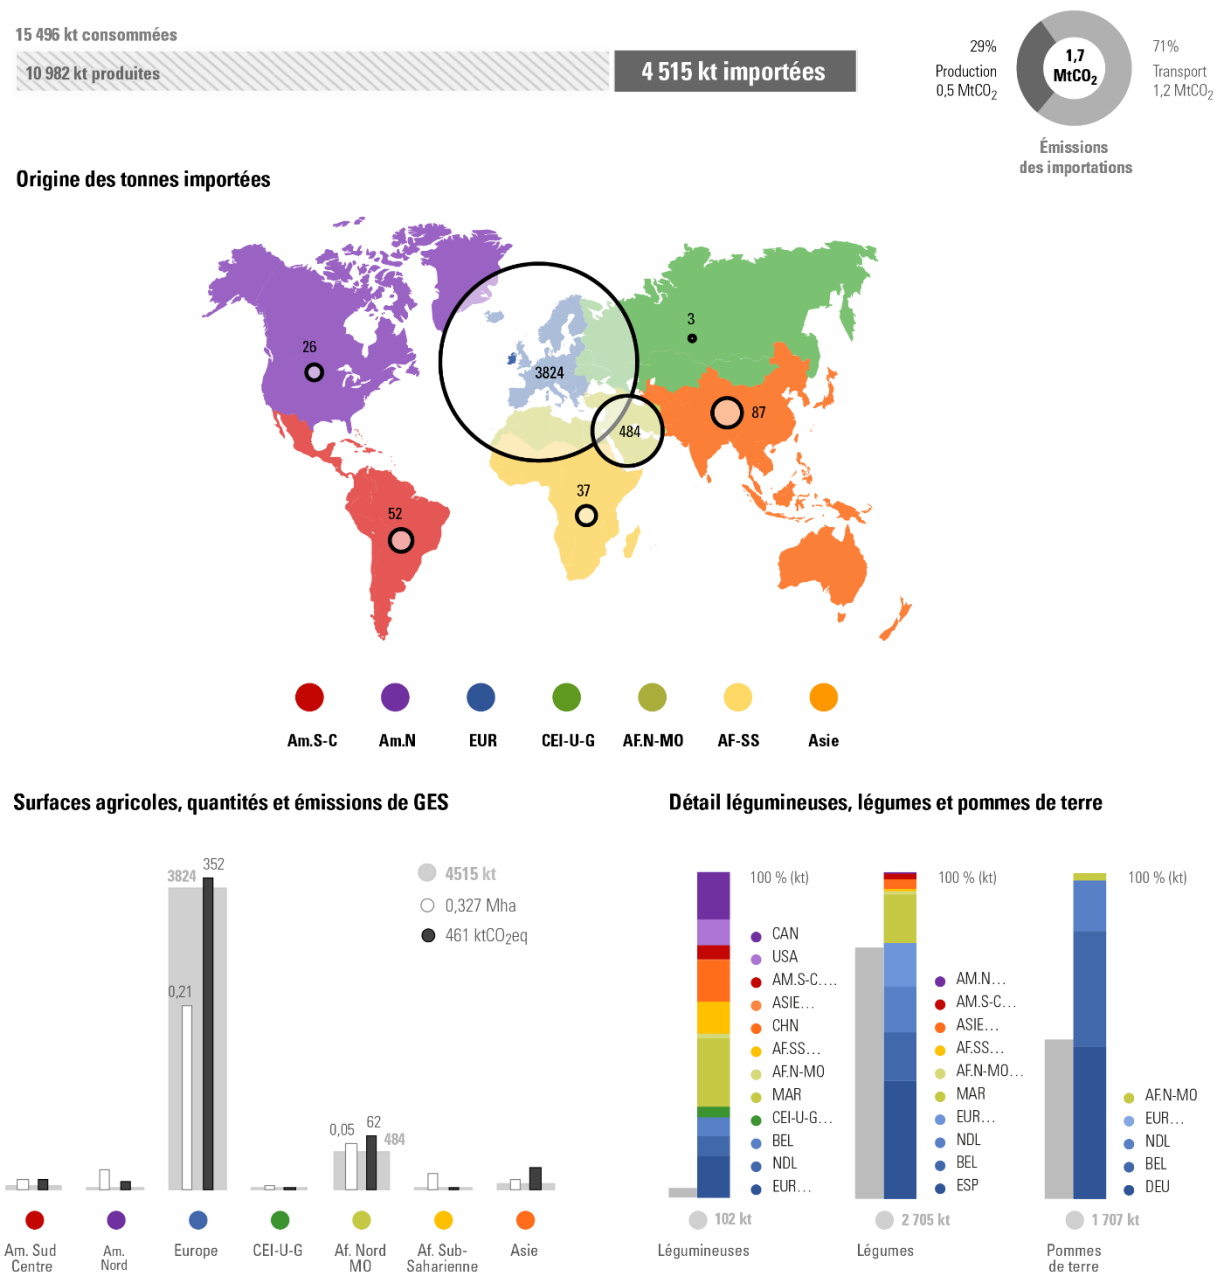 15 496 kt consommées
10 982 kt produites
4 515 kt importées
29%
Production
0,5 MtCO2
1,7
MtCO2
71%
Transport
1,2 MtCO2
Émissions
des importations
Origine des tonnes importées
26
3824
3
87
484
37
52
Am.S-C
Am.N
EUR
CEI-U-G
AF.N-MO
AF-SS
Asie
Surfaces agricoles, quantités et émissions de GES
3824
352
0,21
0,05
62
484
4515 kt
0,327 Mha
461 ktCO2eq
Am. Sud
Centre
Am.
Nord
Europe
CEI-U-G
Af. Nord
MO
Af. Sub-
Saharienne
Asie
Détail légumineuses, légumes et pommes de terre
100 % (kt)
CAN
USA
AM.S-C....
ASIE...
CHN
AF.SS...
AF.N-MO
MAR
CEI-U-G...
BEL
NDL
EUR...
102 kt
Légumineuses
100 % (kt)
AM.N...
AM.S-C...
ASIE...
AF.SS...
AF.N-MO...
MAR
EUR...
NDL
BEL
ESP
2 705 kt
Légumes
100 % (kt)
AF.N-MO
EUR...
NDL
BEL
DEU
1 707 kt
Pommes
de terre